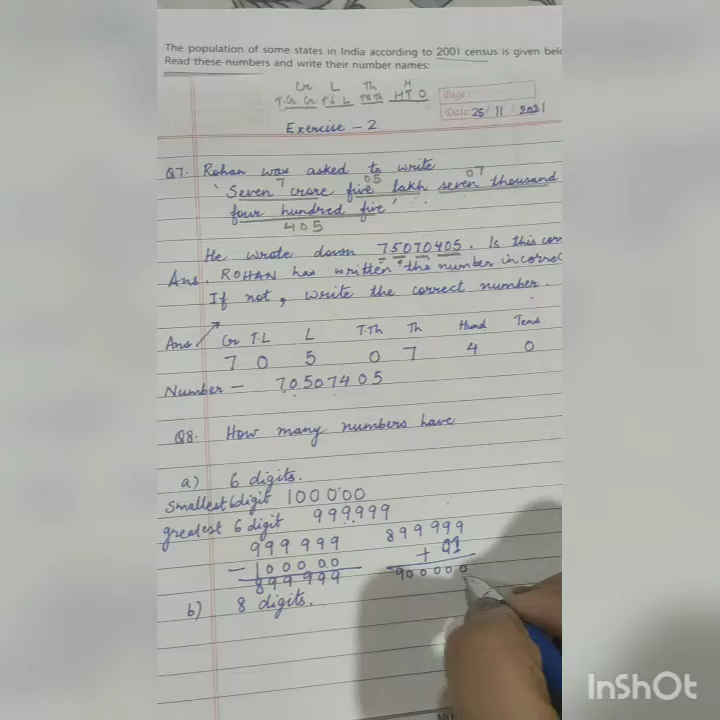 The population of some states in India according to 2001 census is given
Read these numbers and write their number names:
Cr L Th H
T.Cr Cr T.L L T.Th Th H T O
Page:
Date: 25/11/2021
Exercise - 2
Q7. Rohan was asked to write
7 05 07
'Seven crore five lakh seven thousand
four hundred five'
405
He wrote down 75070405. Is this
Ans. ROHAN has written the number
If not, write the correct number.
Ans Cr T.L L T.Th Th Hund Tens
7 0 5 0 7 4 0
Number - 70507405
Q8. How many numbers have
a) 6 digits.
Smallest 6 digit 100000
greatest 6 digit 999999
999999 899999
- 100000 + 01
899999 900000
b) 8 digits.
InShOt